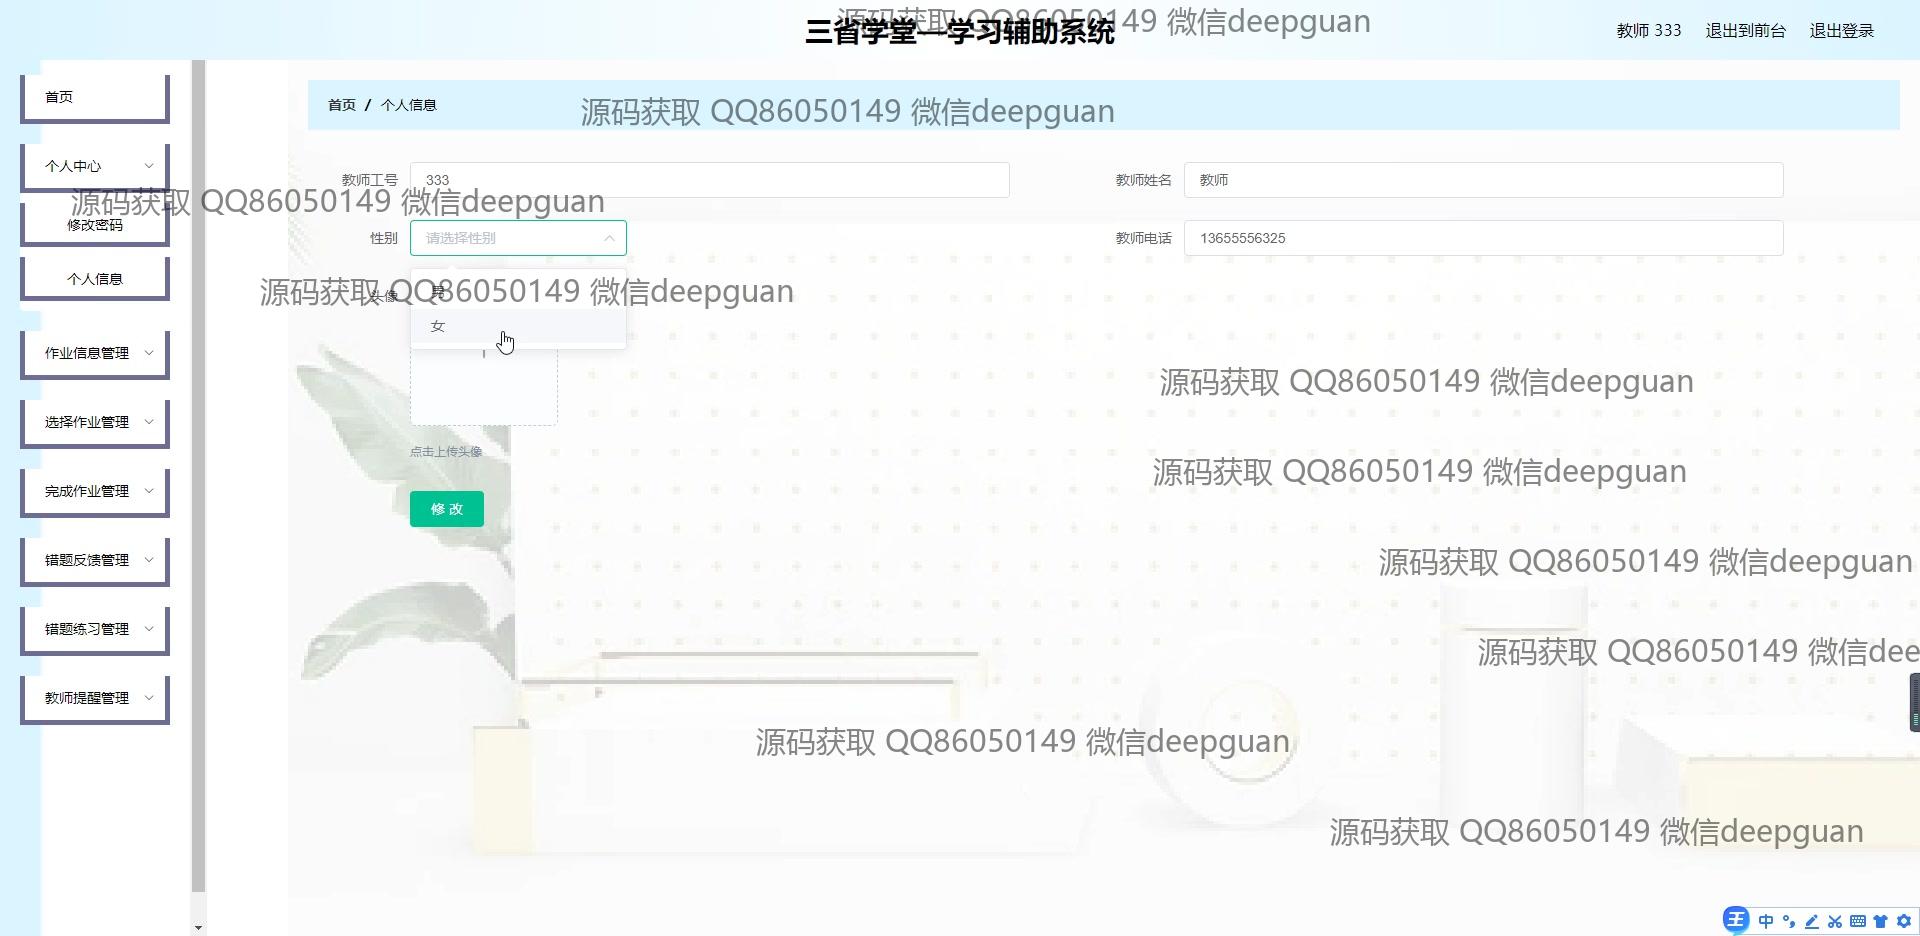 三省学堂—学习辅助系统
源码获取 QQ86050149 微信deepguan
教师 333
退出到前台
退出登录
首页
个人中心
修改密码
个人信息
作业信息管理
选择作业管理
完成作业管理
错题反馈管理
错题练习管理
教师提醒管理
首页 / 个人信息
源码获取 QQ86050149 微信deepguan
教师工号
333
教师姓名
教师
源码获取 QQ86050149 微信deepguan
性别
请选择性别
教师电话
13655556325
头像
男
源码获取 QQ86050149 微信deepguan
女
源码获取 QQ86050149 微信deepguan
点击上传头像
源码获取 QQ86050149 微信deepguan
修 改
源码获取 QQ86050149 微信deepguan
源码获取 QQ86050149 微信dee
源码获取 QQ86050149 微信deepguan
源码获取 QQ86050149 微信deepguan
王 中